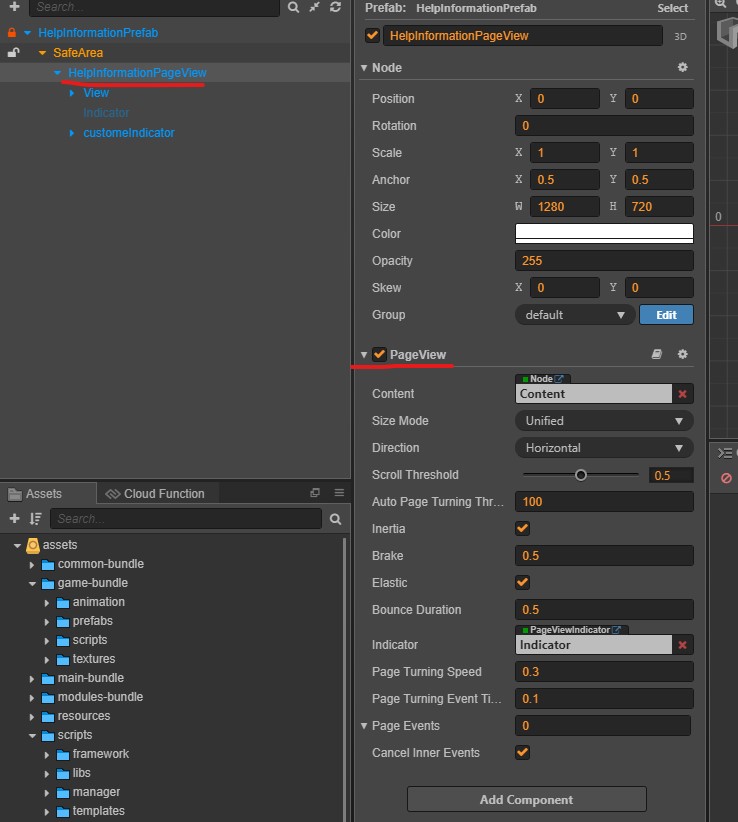 Search...
HelpInformationPrefab
SafeArea
HelpInformationPageView
View
Indicator
customeIndicator
Assets
Cloud Function
Search...
assets
common-bundle
game-bundle
animation
prefabs
scripts
textures
main-bundle
modules-bundle
resources
scripts
framework
libs
manager
templates
Prefab: HelpInformationPrefab Select
HelpInformationPageView 3D
Node
Position X 0 Y 0
Rotation 0
Scale X 1 Y 1
Anchor X 0.5 Y 0.5
Size W 1280 H 720
Color
Opacity 255
Skew X 0 Y 0
Group default Edit
PageView
Node
Content Content
Size Mode Unified
Direction Horizontal
Scroll Threshold 0.5
Auto Page Turning Thr... 100
Inertia
Brake 0.5
Elastic
Bounce Duration 0.5
PageViewIndicator
Indicator Indicator
Page Turning Speed 0.3
Page Turning Event Ti... 0.1
Page Events 0
Cancel Inner Events
Add Component
0